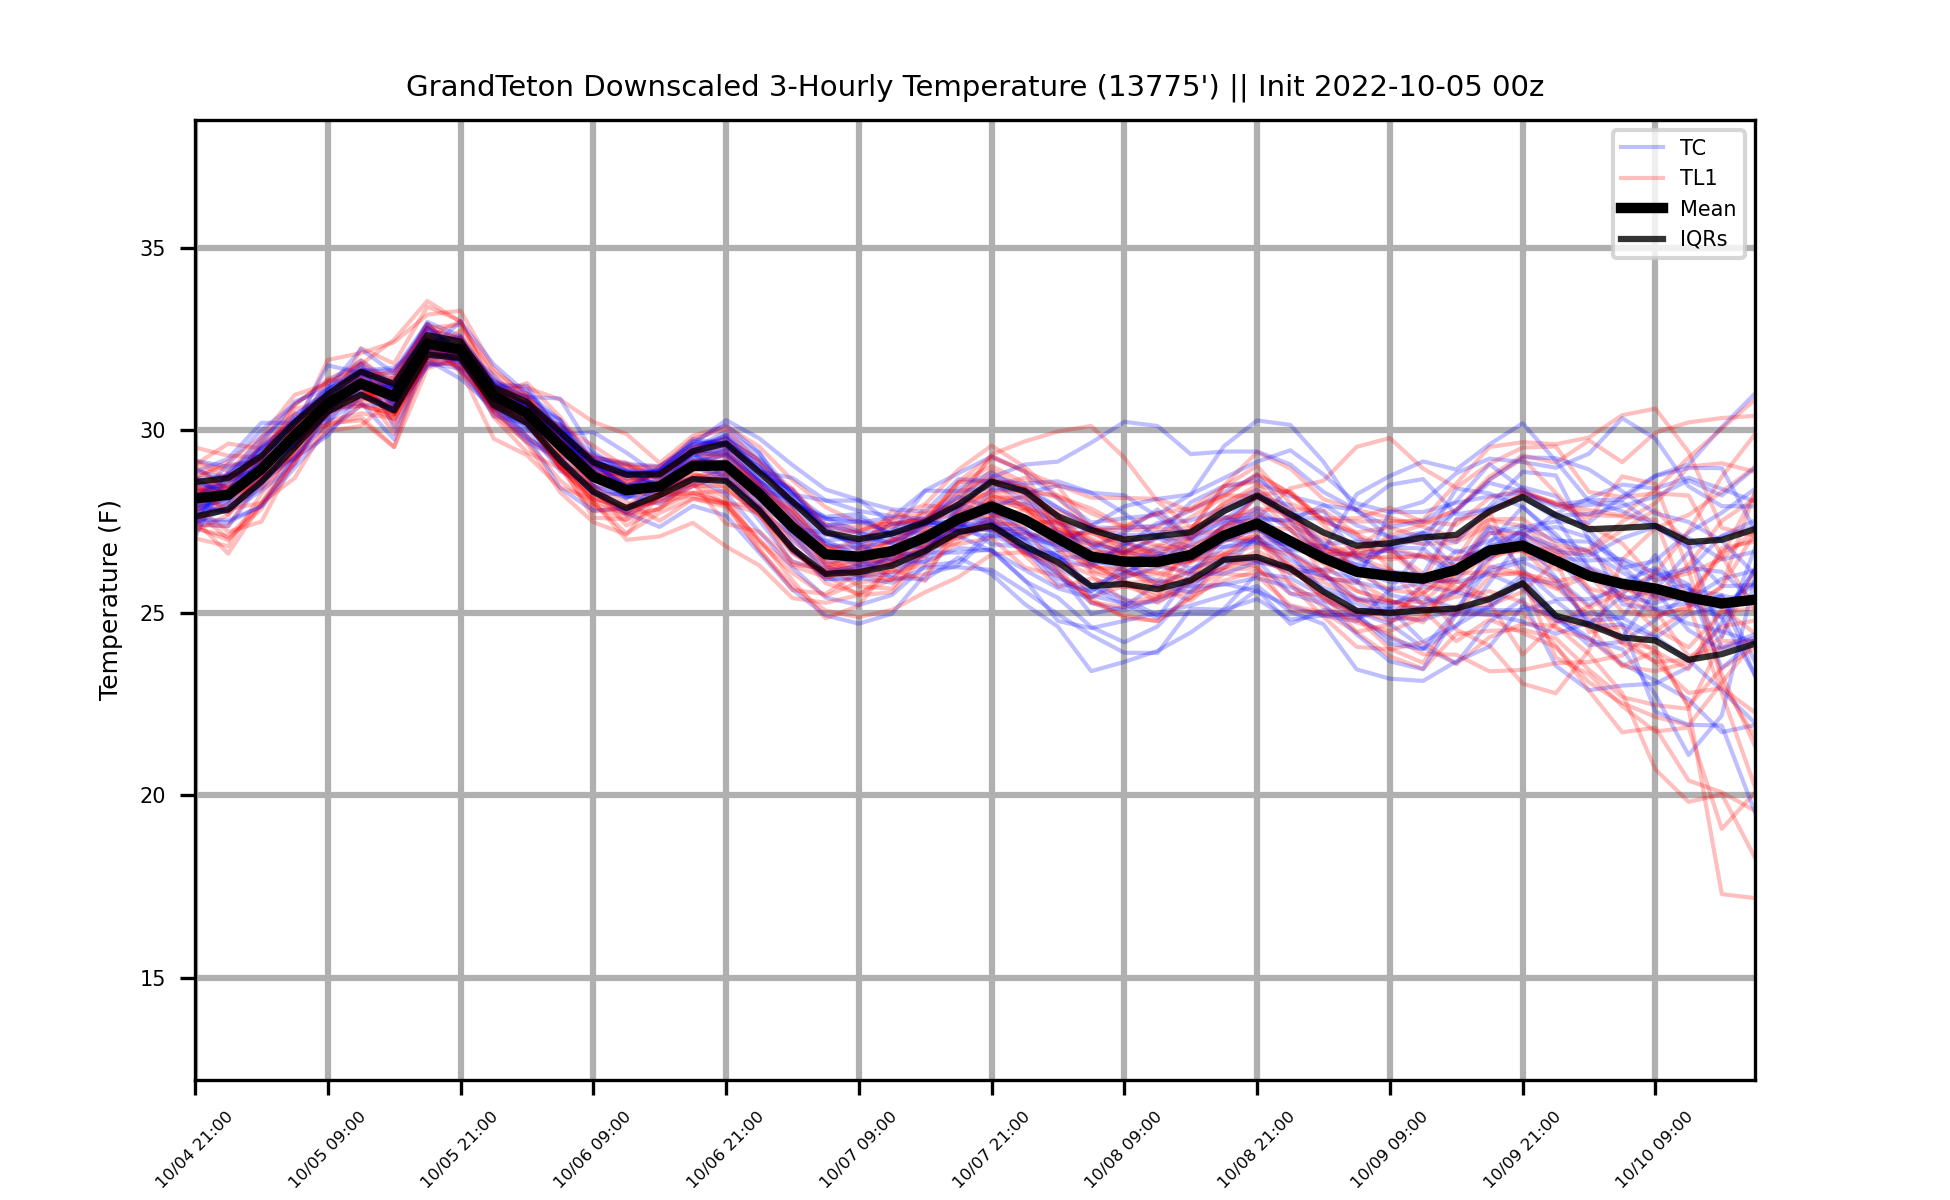 GrandTeton Downscaled 3-Hourly Temperature (13775') || Init 2022-10-05 00z
TC
TL1
Mean
IQRs
Temperature (F)
35
30
25
20
15
10/04 21:00
10/05 09:00
10/05 21:00
10/06 09:00
10/06 21:00
10/07 09:00
10/07 21:00
10/08 09:00
10/08 21:00
10/09 09:00
10/09 21:00
10/10 09:00